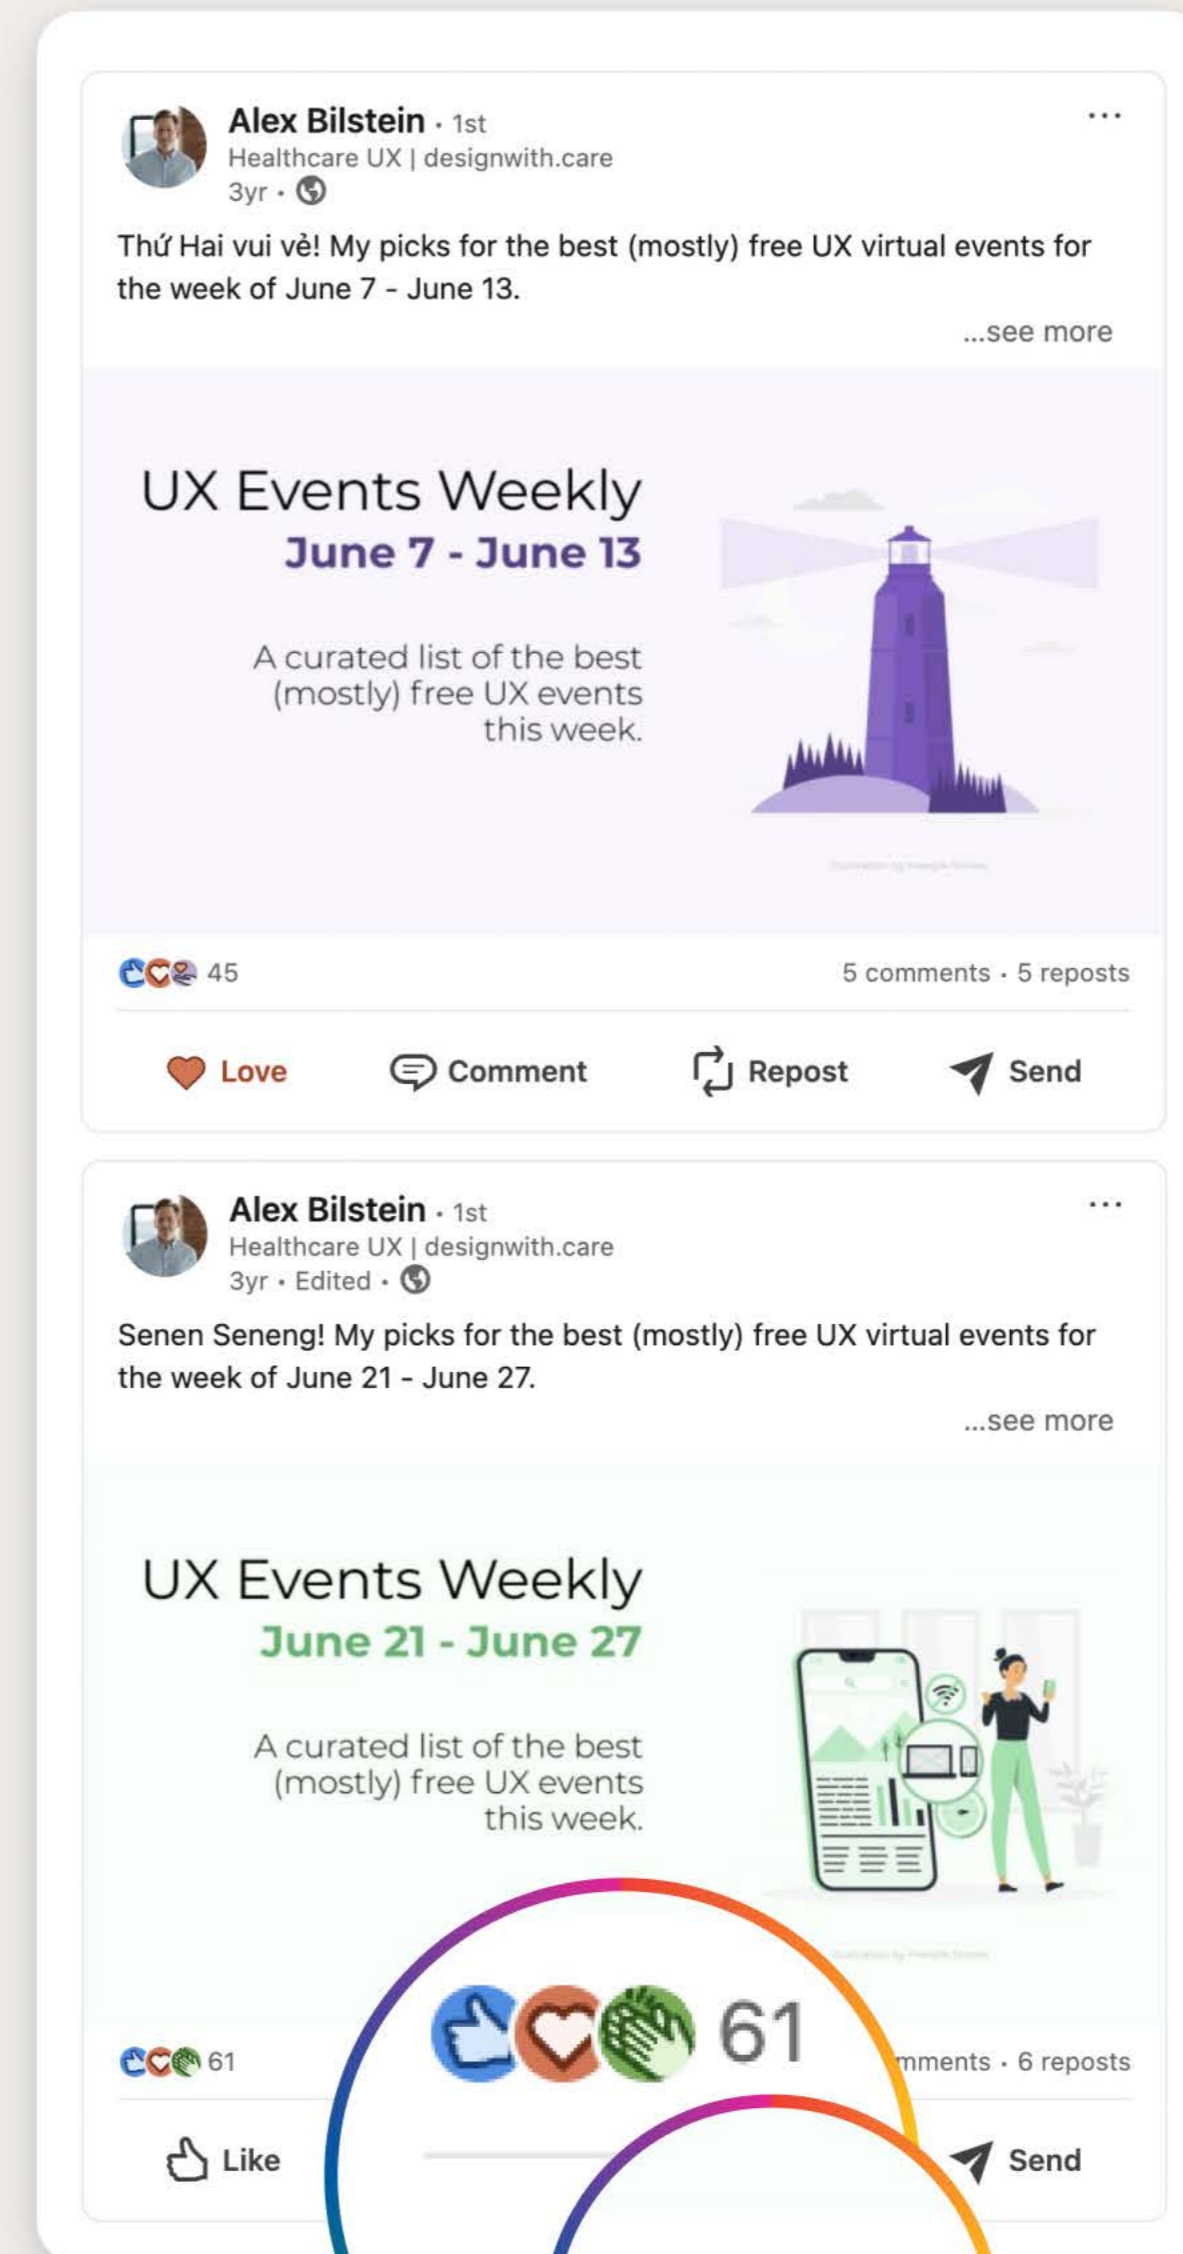 Alex Bilstein · 1st
Healthcare UX | designwith.care
3yr ·
Thứ Hai vui vẻ! My picks for the best (mostly) free UX virtual events for
the week of June 7 - June 13.
...see more
UX Events Weekly
June 7 - June 13
A curated list of the best
(mostly) free UX events
this week.
45 5 comments · 5 reposts
Love Comment Repost Send
Alex Bilstein · 1st
Healthcare UX | designwith.care
3yr · Edited ·
Senen Seneng! My picks for the best (mostly) free UX virtual events for
the week of June 21 - June 27.
...see more
UX Events Weekly
June 21 - June 27
A curated list of the best
(mostly) free UX events
this week.
61
61 mments · 6 reposts
Like Send